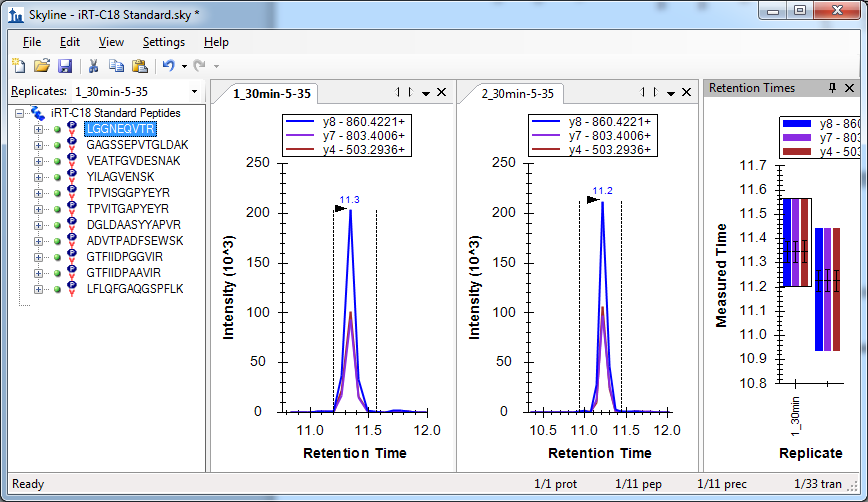 Skyline - iRT-C18 Standard.sky *
File Edit View Settings Help
Replicates: 1_30min-5-35
iRT-C18 Standard Peptides
LGGNEQVTR
GAGSSEPVTGLDAK
VEATFGVDESNAK
YILAGVENSK
TPVISGGPYEYR
TPVITGAPYEYR
DGLDAASYYAPVR
ADVTPADFSEWSK
GTFIIDPGGVIR
GTFIIDPAAVIR
LFLQFGAQGSPFLK
1_30min-5-35
y8 - 860.4221+
y7 - 803.4006+
y4 - 503.2936+
250
200
150
100
50
0
11.3
Intensity (10^3)
11.0 11.5 12.0
Retention Time
2_30min-5-35
y8 - 860.4221+
y7 - 803.4006+
y4 - 503.2936+
250
200
150
100
50
0
11.2
Intensity (10^3)
10.5 11.0 11.5 12.0
Retention Time
Retention Times
y8 - 860
y7 - 803
y4 - 503
11.7
11.6
11.5
11.4
11.3
11.2
11.1
11.0
10.9
10.8
Measured Time
1_30min
Replicate
Ready 1/1 prot 1/11 pep 1/11 prec 1/33 tran